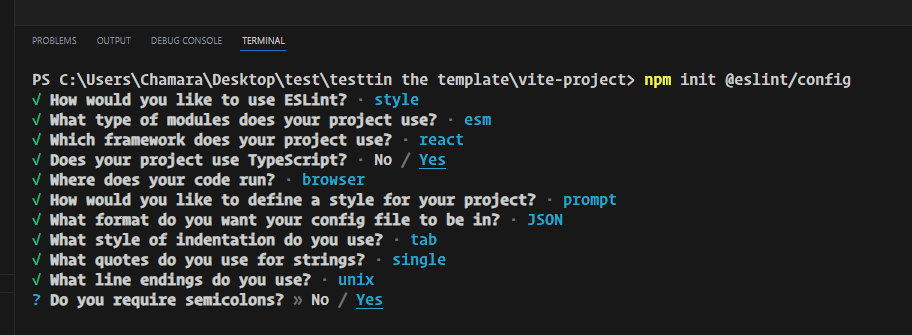 PROBLEMS OUTPUT DEBUG CONSOLE TERMINAL
PS C:\Users\Chamara\Desktop\test\testtin the template\vite-project> npm init @eslint/config
√ How would you like to use ESLint? · style
√ What type of modules does your project use? · esm
√ Which framework does your project use? · react
√ Does your project use TypeScript? · No / Yes
√ Where does your code run? · browser
√ How would you like to define a style for your project? · prompt
√ What format do you want your config file to be in? · JSON
√ What style of indentation do you use? · tab
√ What quotes do you use for strings? · single
√ What line endings do you use? · unix
? Do you require semicolons? » No / Yes